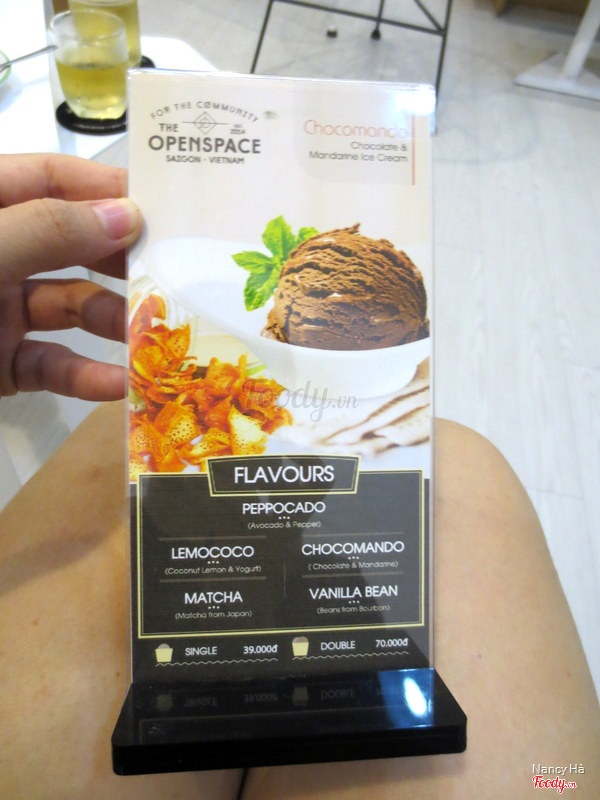 FOR THE CØMMUNITY
THE EST. 2014
OPENSPACE
SAIGON · VIETNAM
Chocomando
Chocolate &
Mandarine Ice Cream
foody.vn
FLAVOURS
PEPPOCADO
(Avocado & Pepper)
LEMOCOCO
(Coconut Leman & Yogurt)
CHOCOMANDO
( Chocolate & Mandarine)
MATCHA
(Matcha from Japan)
VANILLA BEAN
(Beans from Bourbon)
SINGLE 39.000đ
DOUBLE 70.000đ
Nancy Hà
Foody.vn